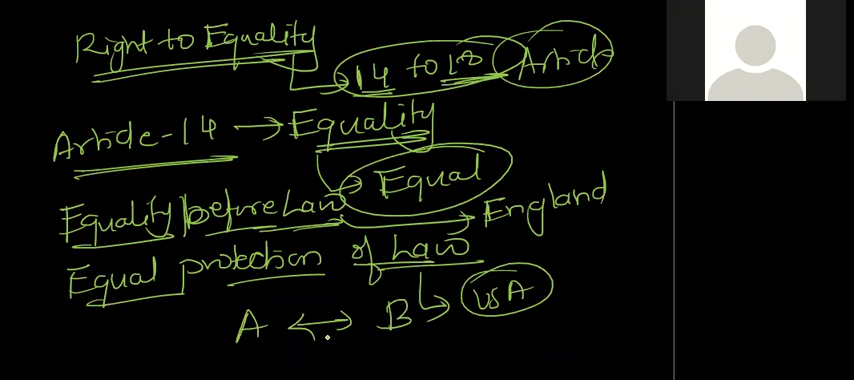 Right to Equality
14 to 18 Article
Article-14 → Equality
Equal
Equality before Law → England
Equal protection of Law
USA
A ↔ B